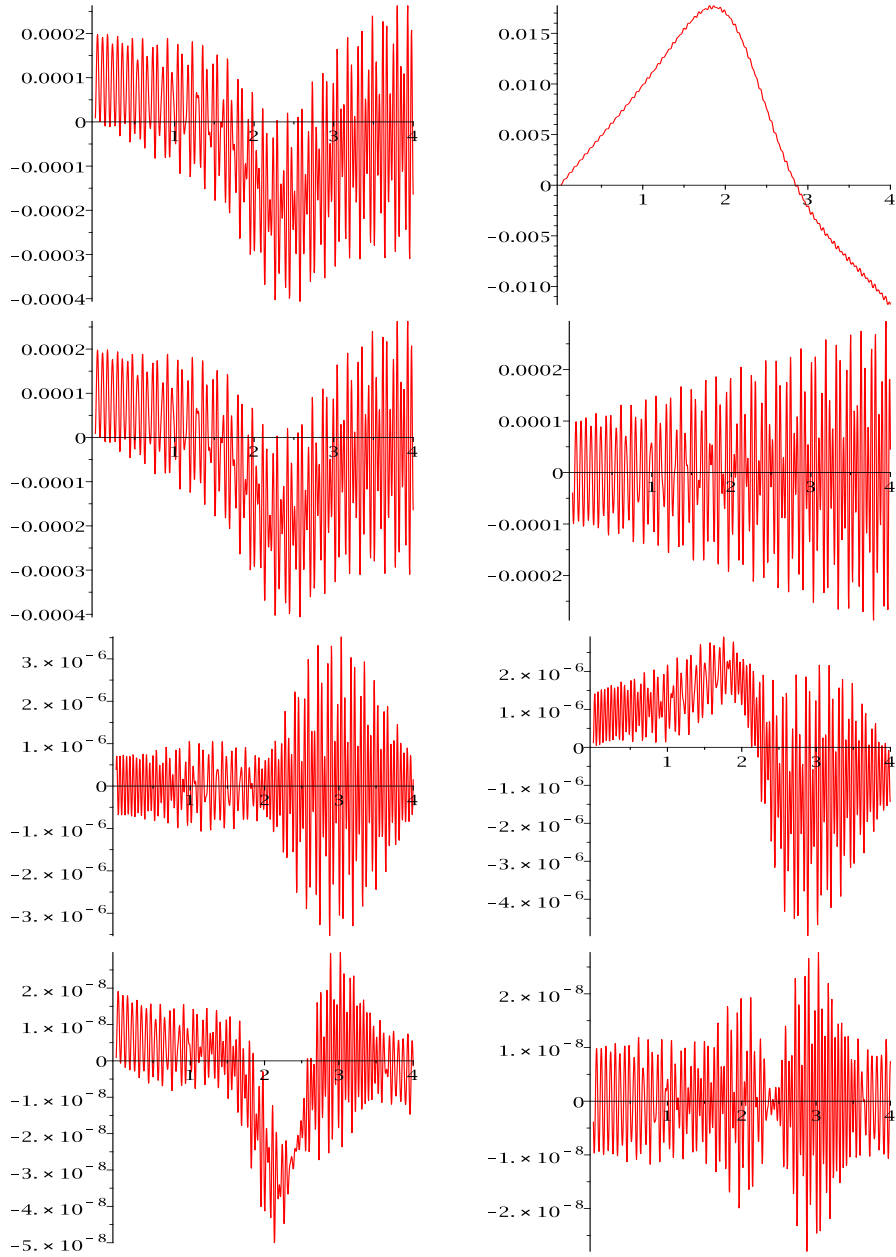 0.0002
0.0001
0
-0.0001
-0.0002
-0.0003
-0.0004
1 2 3 4
0.015
0.010
0.005
0
-0.005
-0.010
1 2 3 4
0.0002
0.0001
0
-0.0001
-0.0002
-0.0003
-0.0004
1 2 3 4
0.0002
0.0001
0
-0.0001
-0.0002
1 2 3 4
3. × 10⁻⁶
1. × 10⁻⁶
0
-1. × 10⁻⁶
-2. × 10⁻⁶
-3. × 10⁻⁶
1 2 3 4
2. × 10⁻⁶
1. × 10⁻⁶
0
-1. × 10⁻⁶
-2. × 10⁻⁶
-3. × 10⁻⁶
-4. × 10⁻⁶
1 2 3 4
2. × 10⁻⁸
1. × 10⁻⁸
0
-1. × 10⁻⁸
-2. × 10⁻⁸
-3. × 10⁻⁸
-4. × 10⁻⁸
-5. × 10⁻⁸
1 2 3 4
2. × 10⁻⁸
1. × 10⁻⁸
0
-1. × 10⁻⁸
-2. × 10⁻⁸
1 2 3 4